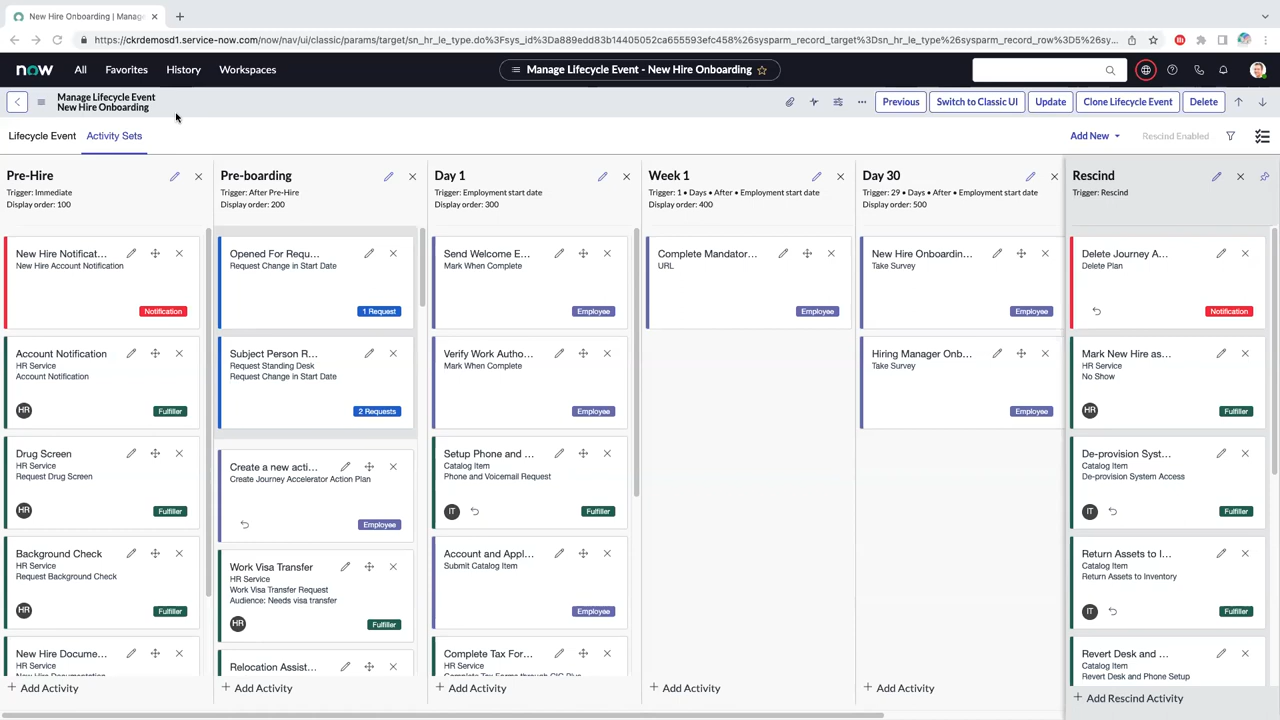 New Hire Onboarding | Manage
https://ckrdemosd1.service-now.com/now/nav/ui/classic/params/target/sn_hr_le_type.do%3Fsys_id%3Da889edd83b14405052ca655593efc458%26sysparm_record_target%3Dsn_hr_le_type%26sysparm_record_row%3D5%26sy...
now
All
Favorites
History
Workspaces
Manage Lifecycle Event - New Hire Onboarding
Manage Lifecycle Event
New Hire Onboarding
Previous
Switch to Classic UI
Update
Clone Lifecycle Event
Delete
Lifecycle Event
Activity Sets
Add New
Rescind Enabled
Pre-Hire
Trigger: Immediate
Display order: 100
New Hire Notificat...
New Hire Account Notification
Notification
Account Notification
HR Service
Account Notification
HR
Fulfiller
Drug Screen
HR Service
Request Drug Screen
HR
Fulfiller
Background Check
HR Service
Request Background Check
HR
Fulfiller
New Hire Docume...
HR Service
New Hire Documentation
Add Activity
Pre-boarding
Trigger: After Pre-Hire
Display order: 200
Opened For Requ...
Request Change in Start Date
1 Request
Subject Person R...
Request Standing Desk
Request Change in Start Date
2 Requests
Create a new acti...
Create Journey Accelerator Action Plan
Employee
Work Visa Transfer
HR Service
Work Visa Transfer Request
Audience: Needs visa transfer
HR
Fulfiller
Relocation Assist...
Add Activity
Day 1
Trigger: Employment start date
Display order: 300
Send Welcome E...
Mark When Complete
Employee
Verify Work Autho...
Mark When Complete
Employee
Setup Phone and ...
Catalog Item
Phone and Voicemail Request
IT
Fulfiller
Account and Appl...
Submit Catalog Item
Employee
Complete Tax For...
HR Service
Complete Tax Forms through CIC Plus
Add Activity
Week 1
Trigger: 1 • Days • After • Employment start date
Display order: 400
Complete Mandator...
URL
Employee
Add Activity
Day 30
Trigger: 29 • Days • After • Employment start date
Display order: 500
New Hire Onboardin...
Take Survey
Employee
Hiring Manager Onb...
Take Survey
Employee
Add Activity
Rescind
Trigger: Rescind
Delete Journey A...
Delete Plan
Notification
Mark New Hire as...
HR Service
No Show
HR
Fulfiller
De-provision Syst...
Catalog Item
De-provision System Access
IT
Fulfiller
Return Assets to I...
Catalog Item
Return Assets to Inventory
IT
Fulfiller
Revert Desk and ...
Catalog Item
Revert Desk and Phone Setup
Add Rescind Activity